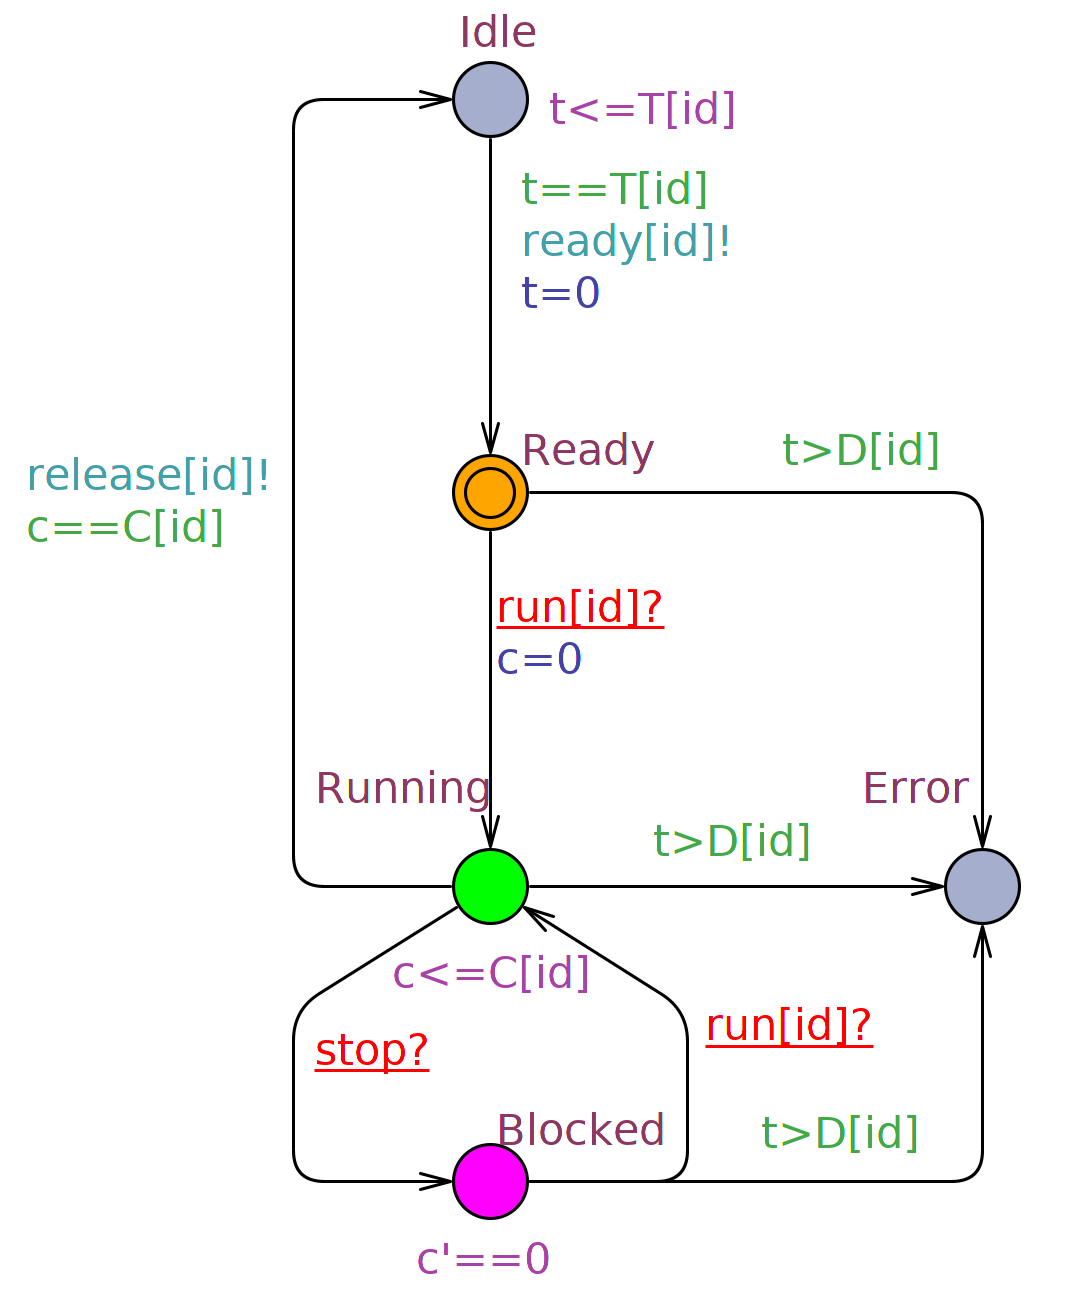 Idle
t<=T[id]
t==T[id]
ready[id]!
t=0
Ready
t>D[id]
release[id]!
c==C[id]
run[id]?
c=0
Running
Error
t>D[id]
c<=C[id]
run[id]?
stop?
Blocked
t>D[id]
c'==0